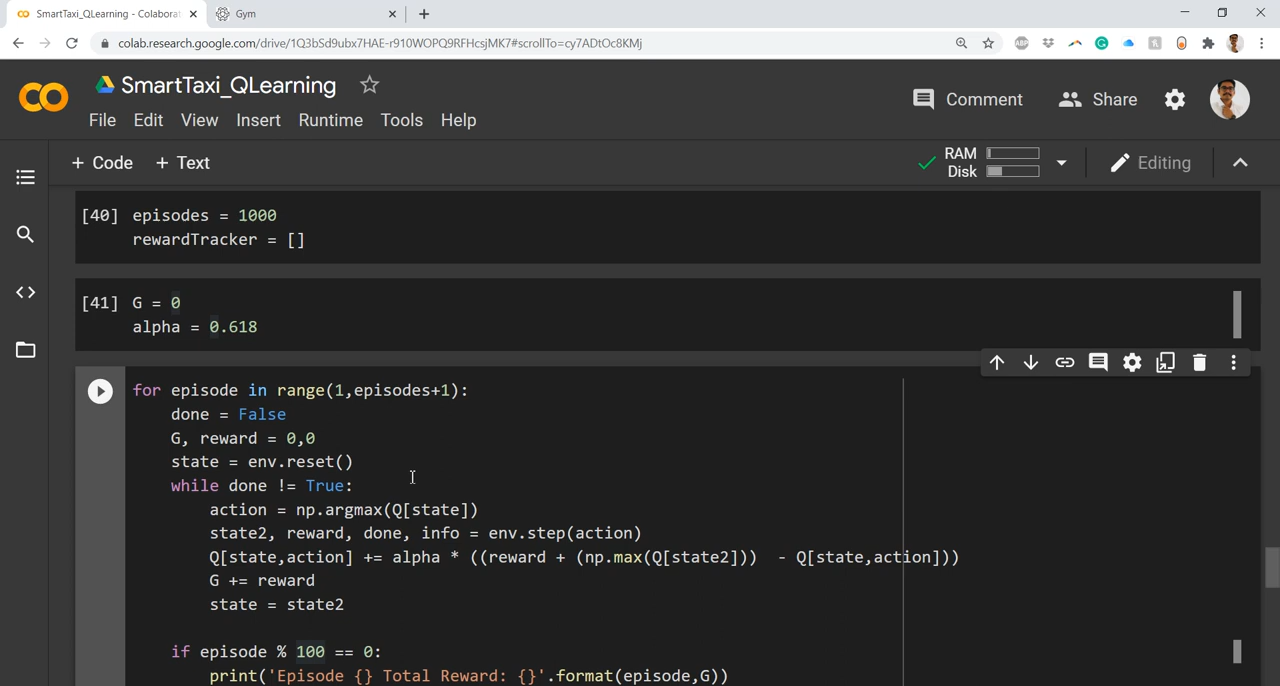 SmartTaxi_QLearning - Colaborat
Gym
colab.research.google.com/drive/1Q3bSd9ubx7HAE-r910WOPQ9RFHcsjMK7#scrollTo=cy7ADtOc8KMj
ABP
SmartTaxi_QLearning
Comment
Share
File Edit View Insert Runtime Tools Help
+ Code + Text
RAM
Disk
Editing
[40] episodes = 1000
rewardTracker = []
[41] G = 0
alpha = 0.618
for episode in range(1,episodes+1):
done = False
G, reward = 0,0
state = env.reset()
while done != True:
action = np.argmax(Q[state])
state2, reward, done, info = env.step(action)
Q[state,action] += alpha * ((reward + (np.max(Q[state2])) - Q[state,action]))
G += reward
state = state2
if episode % 100 == 0:
print('Episode {} Total Reward: {}'.format(episode,G))